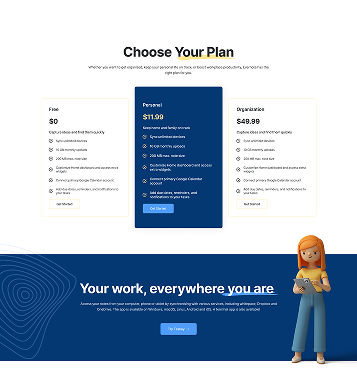 Choose Your Plan
Whether you want to get organized, keep your personal life on track, or boost workplace productivity, Evernote has the
right plan for you.
Free
$0
Capture ideas and find them quickly
Sync unlimited devices
10 GB monthly uploads
200 MB max. note size
Customize Home dashboard and access extra
widgets
Connect primary Google Calendar account
Add due dates, reminders, and notifications to
your tasks
Get Started
Personal
$11.99
Keep home and family on track
Sync unlimited devices
10 GB monthly uploads
200 MB max. note size
Customize Home dashboard and access
extra widgets
Connect primary Google Calendar
account
Add due dates, reminders, and
notifications to your tasks
Get Started
Organization
$49.99
Capture ideas and find them quickly
Sync unlimited devices
10 GB monthly uploads
200 MB max. note size
Customize Home dashboard and access extra
widgets
Connect primary Google Calendar account
Add due dates, reminders, and notifications
to your tasks
Get Started
Your work, everywhere you are
Access your notes from your computer, phone or tablet by synchronizing with various services, including whitepace, Dropbox and
OneDrive. The app is available on Windows, macOS, Linux, Android and iOS. A terminal app is also available!
Try Taskey